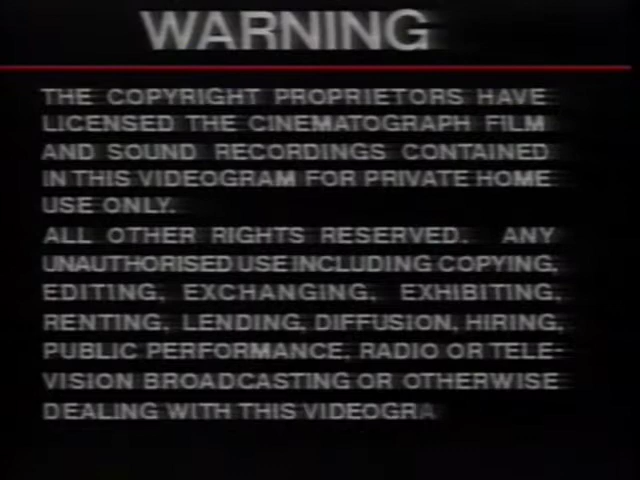 WARNING
THE COPYRIGHT PROPRIETORS HAVE
LICENSED THE CINEMATOGRAPH FILM
AND SOUND RECORDINGS CONTAINED
IN THIS VIDEOGRAM FOR PRIVATE HOME
USE ONLY.
ALL OTHER RIGHTS RESERVED. ANY
UNAUTHORISED USE INCLUDING COPYING,
EDITING, EXCHANGING, EXHIBITING,
RENTING, LENDING, DIFFUSION, HIRING,
PUBLIC PERFORMANCE, RADIO OR TELE-
VISION BROADCASTING OR OTHERWISE
DEALING WITH THIS VIDEOGRA